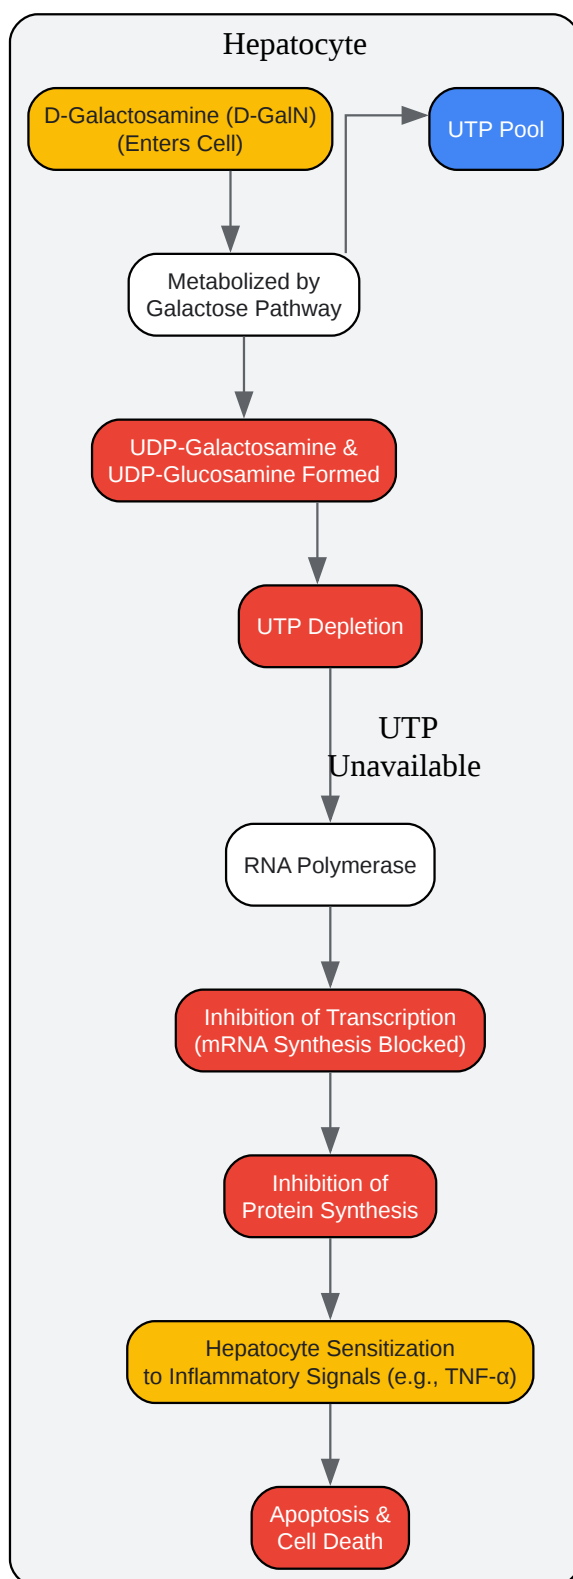 Hepatocyte
D-Galactosamine (D-GalN)
(Enters Cell)
UTP Pool
Metabolized by
Galactose Pathway
UDP-Galactosamine &
UDP-Glucosamine Formed
UTP Depletion
UTP
Unavailable
RNA Polymerase
Inhibition of Transcription
(mRNA Synthesis Blocked)
Inhibition of
Protein Synthesis
Hepatocyte Sensitization
to Inflammatory Signals (e.g., TNF-α)
Apoptosis &
Cell Death